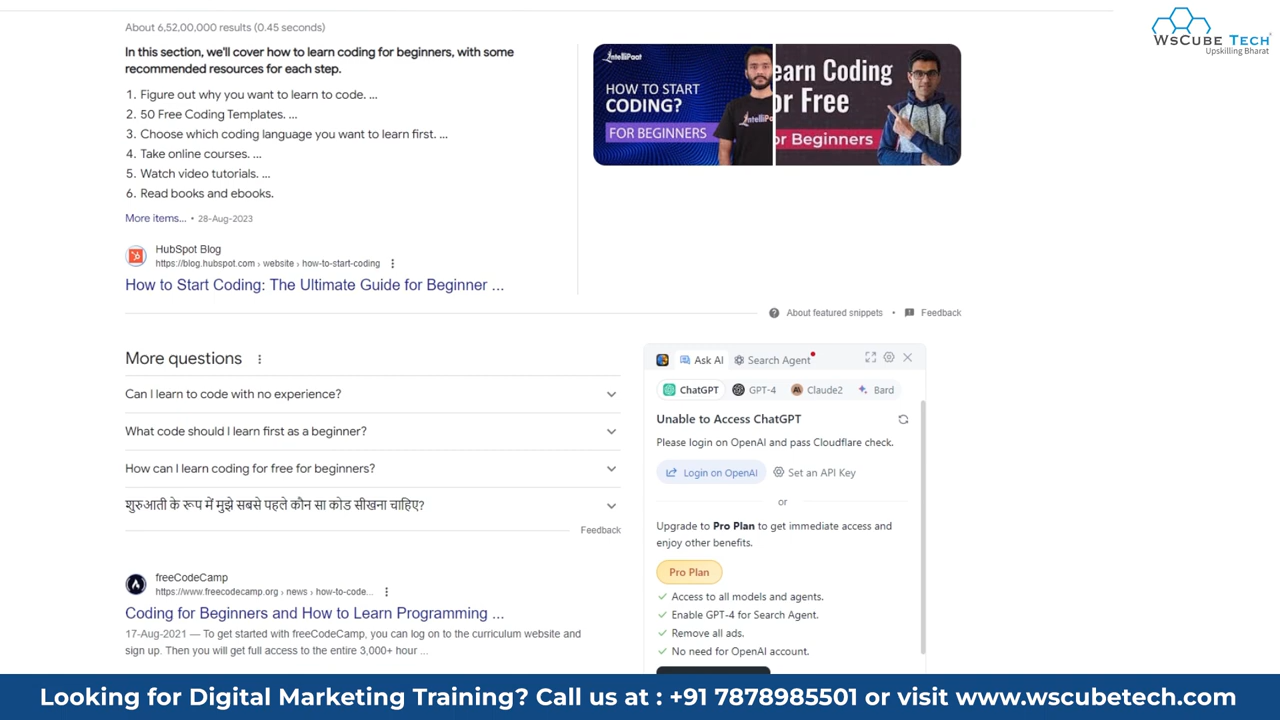 About 6,52,00,000 results (0.45 seconds)
WsCube Tech
Upskilling Bharat
In this section, we'll cover how to learn coding for beginners, with some
recommended resources for each step.
1. Figure out why you want to learn to code. ...
2. 50 Free Coding Templates. ...
3. Choose which coding language you want to learn first. ...
4. Take online courses. ...
5. Watch video tutorials. ...
6. Read books and ebooks.
More items... • 28-Aug-2023
IntelliPaat
HOW TO START
CODING?
FOR BEGINNERS
IntelliPaat
earn Coding
or Free
or Beginners
HubSpot Blog
https://blog.hubspot.com › website › how-to-start-coding
How to Start Coding: The Ultimate Guide for Beginner ...
About featured snippets • Feedback
More questions
Can I learn to code with no experience?
What code should I learn first as a beginner?
How can I learn coding for free for beginners?
शुरुआती के रूप में मुझे सबसे पहले कौन सा कोड सीखना चाहिए?
Feedback
freeCodeCamp
https://www.freecodecamp.org › news › how-to-code...
Coding for Beginners and How to Learn Programming ...
17-Aug-2021 — To get started with freeCodeCamp, you can log on to the curriculum website and
sign up. Then you will get full access to the entire 3,000+ hour ...
Ask AI Search Agent
ChatGPT GPT-4 Claude2 Bard
Unable to Access ChatGPT
Please login on OpenAI and pass Cloudflare check.
Login on OpenAI Set an API Key
or
Upgrade to Pro Plan to get immediate access and
enjoy other benefits.
Pro Plan
Access to all models and agents.
Enable GPT-4 for Search Agent.
Remove all ads.
No need for OpenAI account.
Looking for Digital Marketing Training? Call us at : +91 7878985501 or visit www.wscubetech.com